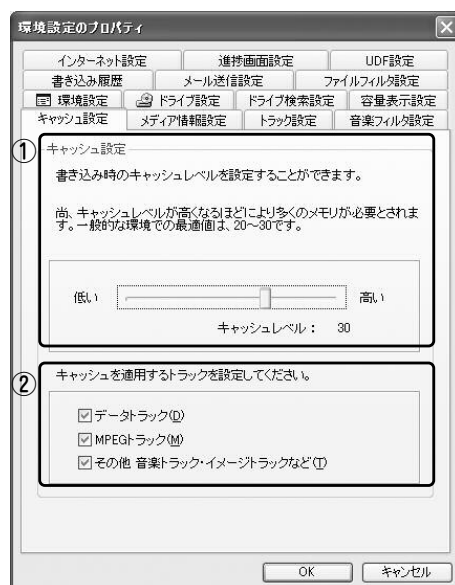 環境設定のプロパティ
インターネット設定 進捗画面設定 UDF設定
書き込み履歴 メール送信設定 ファイルフィルタ設定
環境設定 ドライブ設定 ドライブ検索設定 容量表示設定
キャッシュ設定 メディア情報設定 トラック設定 音楽フィルタ設定
①
キャッシュ設定
書き込み時のキャッシュレベルを設定することができます。
尚、キャッシュレベルが高くなるほどにより多くのメモリが必要とされま
す。一般的な環境での最適値は、20～30です。
低い 高い
キャッシュレベル： 30
②
キャッシュを適用するトラックを設定してください。
データトラック(D)
MPEGトラック(M)
その他 音楽トラック・イメージトラックなど(T)
OK キャンセル